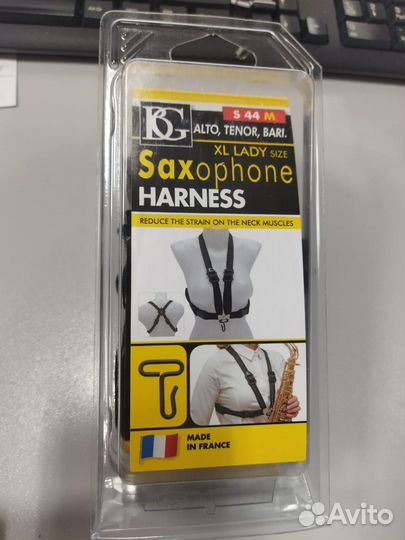 BG
S 44 M
ALTO, TENOR, BARI.
XL LADY SIZE
Saxophone
HARNESS
REDUCE THE STRAIN ON THE NECK MUSCLES
MADE
IN FRANCE
Avito